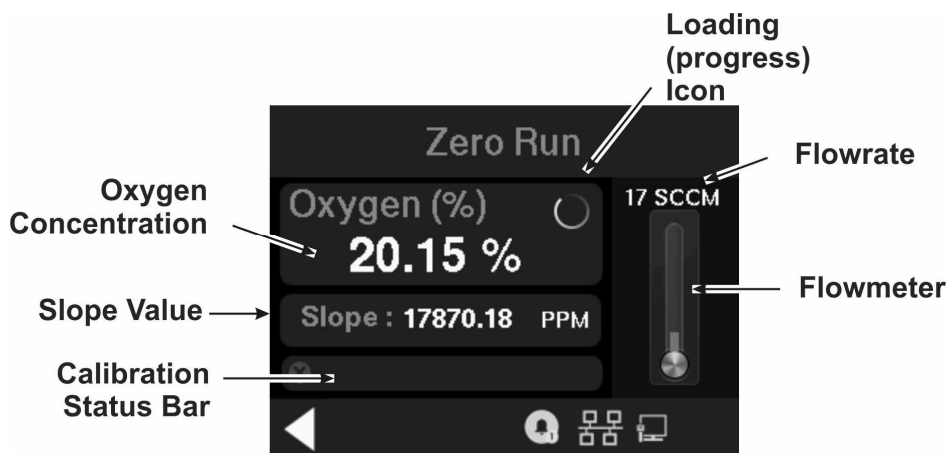 Loading
(progress)
Icon
Zero Run
Flowrate
Oxygen
Concentration
Oxygen (%)
17 SCCM
20.15 %
Flowmeter
Slope Value
Slope : 17870.18 PPM
Calibration
Status Bar